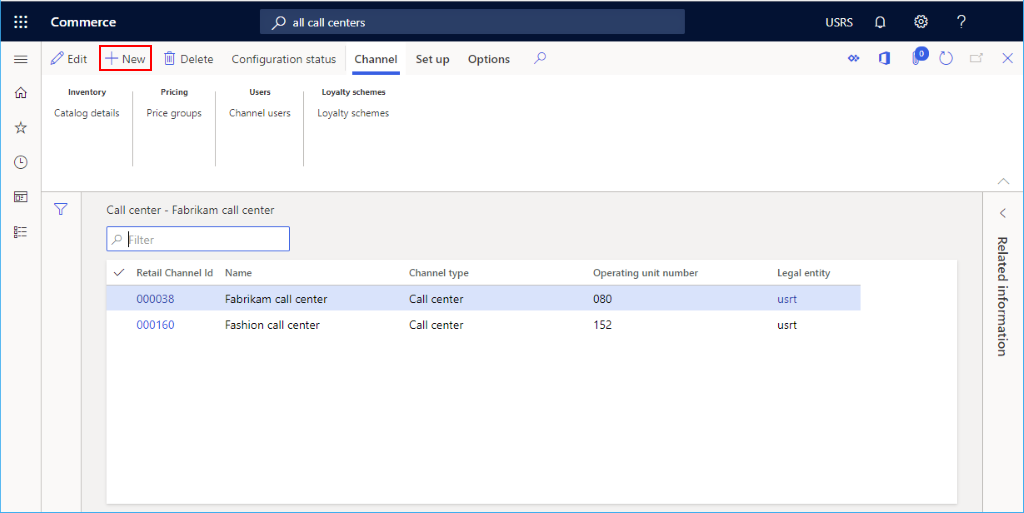 Commerce all call centers USRS ?
Edit New Delete Configuration status Channel Set up Options 0
Inventory Pricing Users Loyalty schemes
Catalog details Price groups Channel users Loyalty schemes
Call center - Fabrikam call center
Filter
Retail Channel Id Name Channel type Operating unit number Legal entity
000038 Fabrikam call center Call center 080 usrt
000160 Fashion call center Call center 152 usrt
Related information